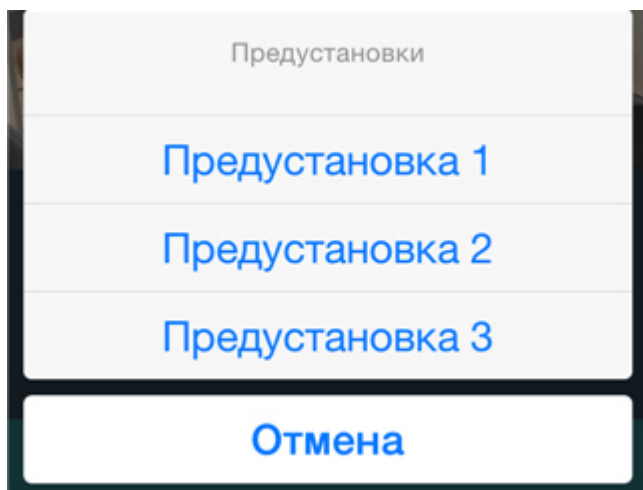 Предустановки
Предустановка 1
Предустановка 2
Предустановка 3
Отмена